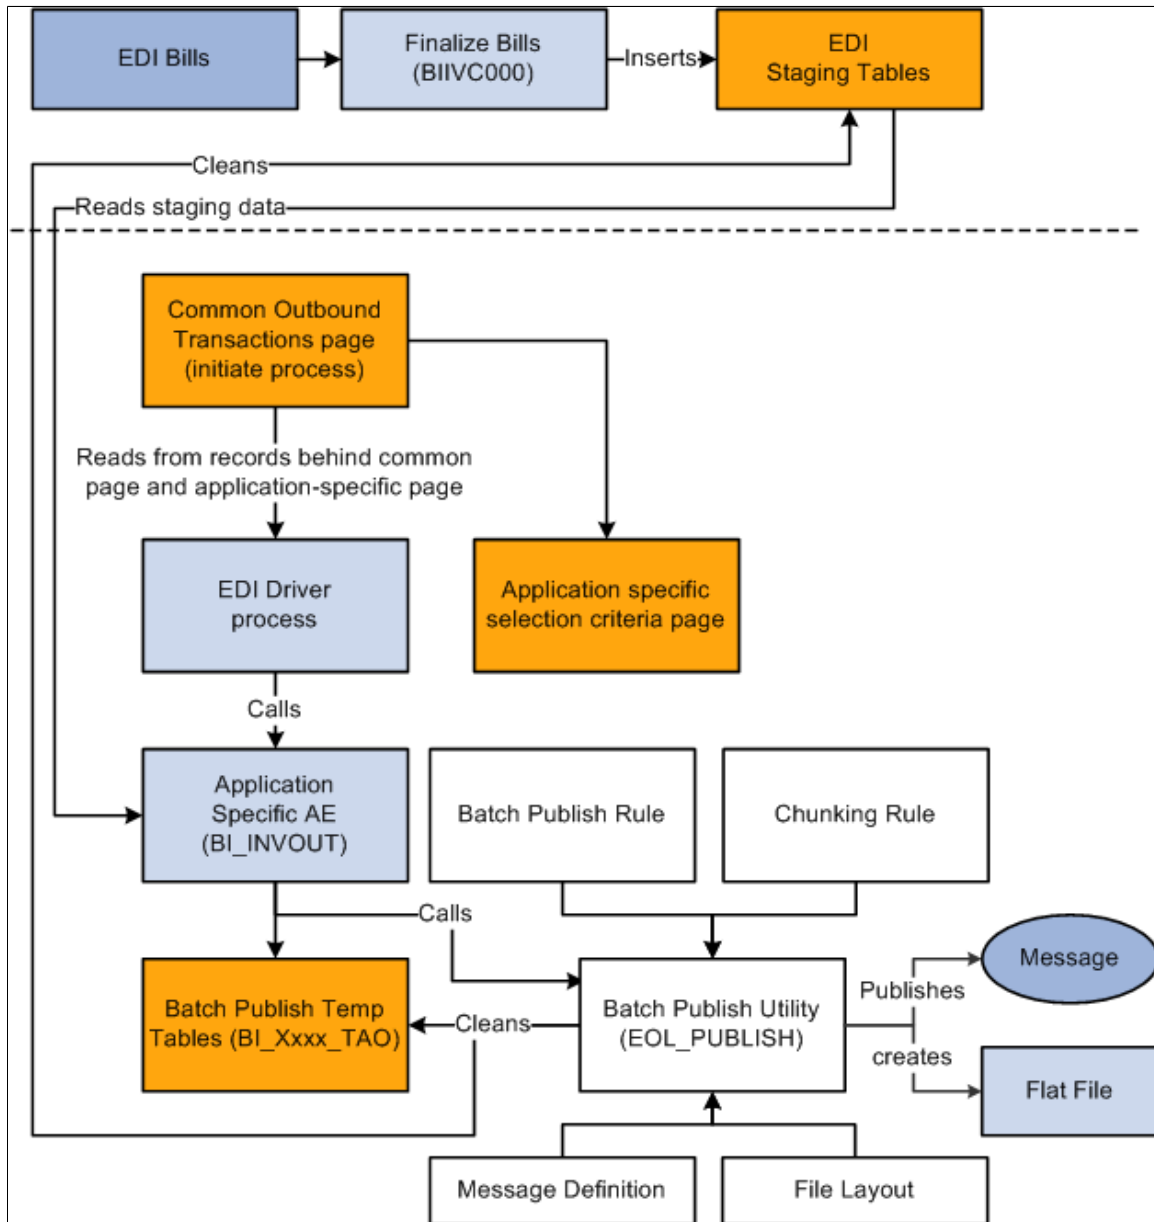 EDI Bills
Finalize Bills
(BIIVC000)
Inserts
EDI
Staging Tables
Cleans
Reads staging data
Common Outbound
Transactions page
(initiate process)
Reads from records behind common
page and application-specific page
EDI Driver
process
Application specific
selection criteria page
Calls
Application
Specific AE
(BI_INVOUT)
Batch Publish Rule
Chunking Rule
Calls
Batch Publish Temp
Tables (BI_Xxxx_TAO)
Cleans
Batch Publish Utility
(EOL_PUBLISH)
Publishes
creates
Message
Flat File
Message Definition
File Layout